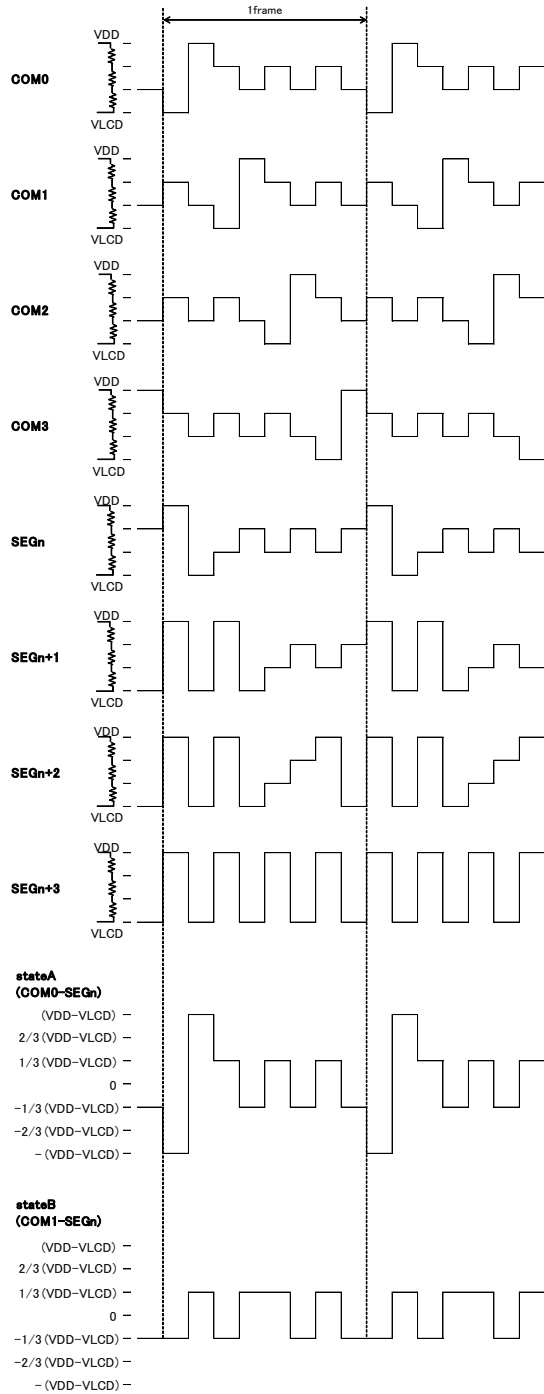 1frame
VDD
COM0
VLCD
VDD
COM1
VLCD
VDD
COM2
VLCD
VDD
COM3
VLCD
VDD
SEGn
VLCD
VDD
SEGn+1
VLCD
VDD
SEGn+2
VLCD
VDD
SEGn+3
VLCD
stateA
(COM0-SEGn)
(VDD-VLCD)
2/3(VDD-VLCD)
1/3(VDD-VLCD)
0
-1/3(VDD-VLCD)
-2/3(VDD-VLCD)
-(VDD-VLCD)
stateB
(COM1-SEGn)
(VDD-VLCD)
2/3(VDD-VLCD)
1/3(VDD-VLCD)
0
-1/3(VDD-VLCD)
-2/3(VDD-VLCD)
-(VDD-VLCD)